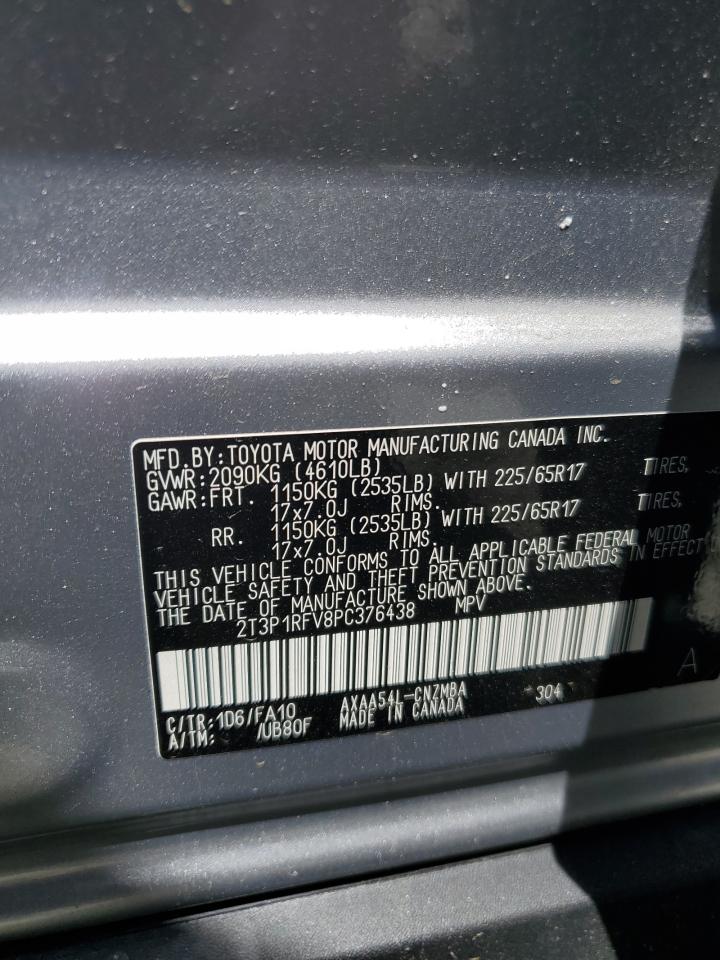 MFD.BY:TOYOTA MOTOR MANUFACTURING CANADA INC.
GVWR:2090KG (4610LB)
GAWR:FRT. 1150KG (2535LB) WITH 225/65R17 TIRES,
17x7.0J RIMS.
RR. 1150KG (2535LB) WITH 225/65R17 TIRES,
17x7.0J RIMS.
THIS VEHICLE CONFORMS TO ALL APPLICABLE FEDERAL MOTOR
VEHICLE SAFETY AND THEFT PREVENTION STANDARDS IN EFFECT
THE DATE OF MANUFACTURE SHOWN ABOVE.
2T3P1RFV8PC376438 MPV
A
C/TR:1D6/FA10 AXAA54L-CNZMBA 304
A/TM: /UB80F MADE IN CANADA